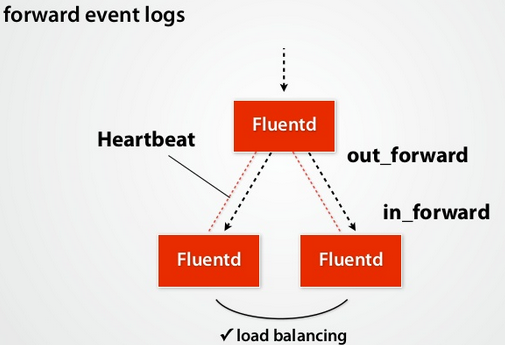 forward event logs
Fluentd
Heartbeat
out_forward
in_forward
Fluentd
Fluentd
✓ load balancing